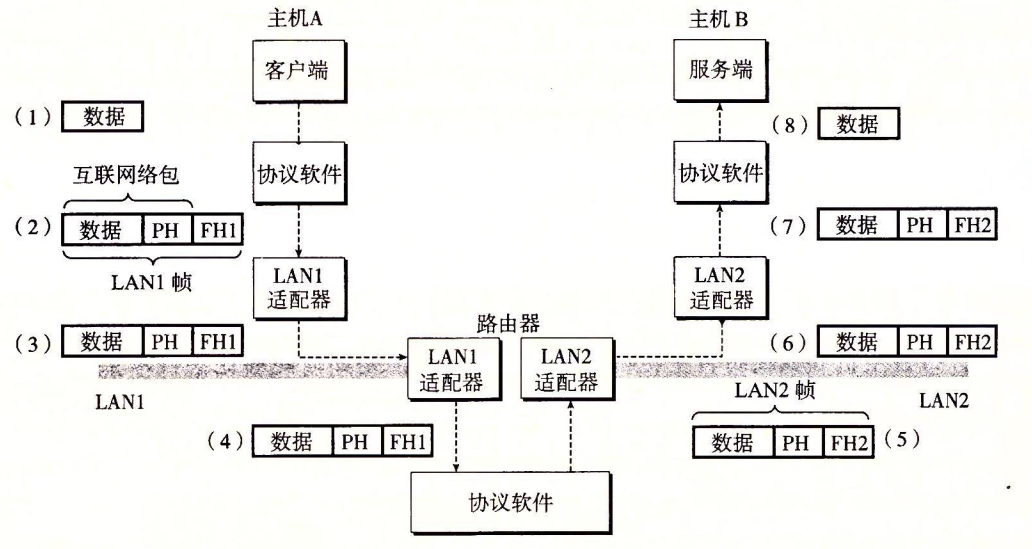 主机A
主机 B
客户端
服务端
(1) 数据
(8) 数据
互联网络包
协议软件
协议软件
(2) 数据 PH FH1
(7) 数据 PH FH2
LAN1 帧
LAN1
适配器
LAN2
适配器
路由器
(3) 数据 PH FH1
LAN1
适配器
LAN2
适配器
(6) 数据 PH FH2
LAN1
LAN2 帧
LAN2
(4) 数据 PH FH1
数据 PH FH2 (5)
协议软件